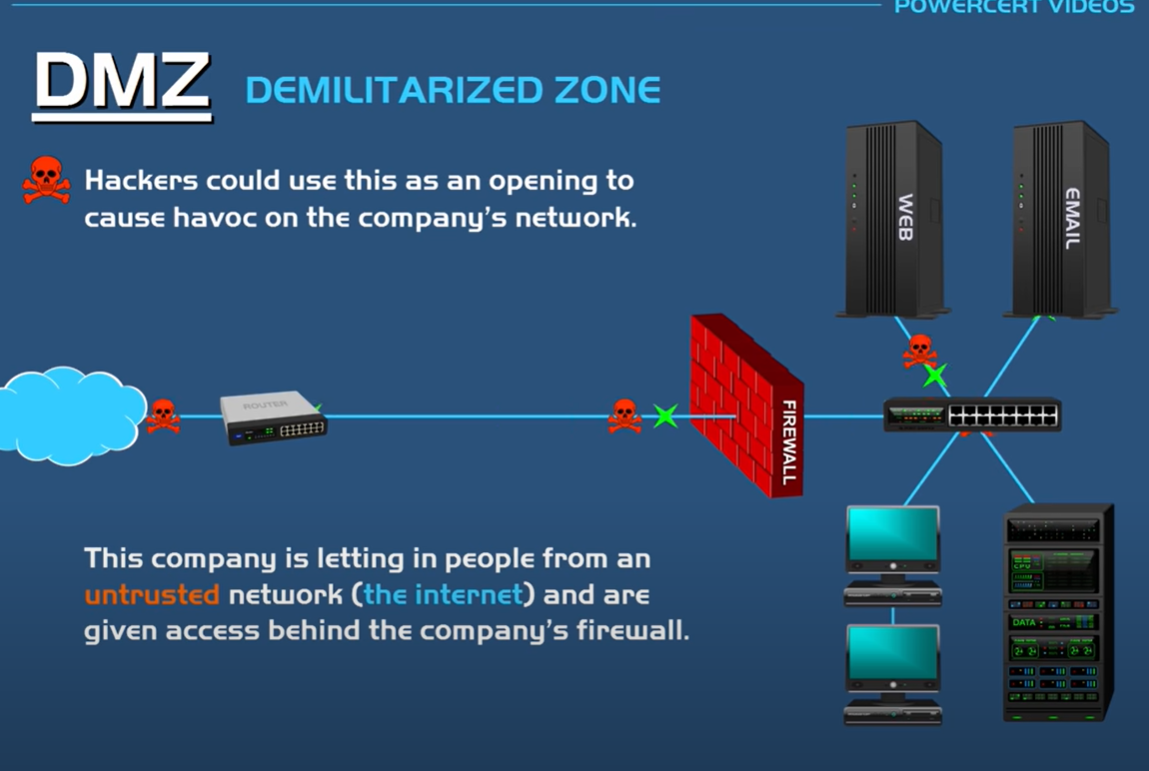 POWERCERT VIDEOS
DMZ DEMILITARIZED ZONE
Hackers could use this as an opening to
cause havoc on the company's network.
WEB
EMAIL
ROUTER
FIREWALL
This company is letting in people from an
untrusted network (the internet) and are
given access behind the company's firewall.
CPU
DATA
24 24